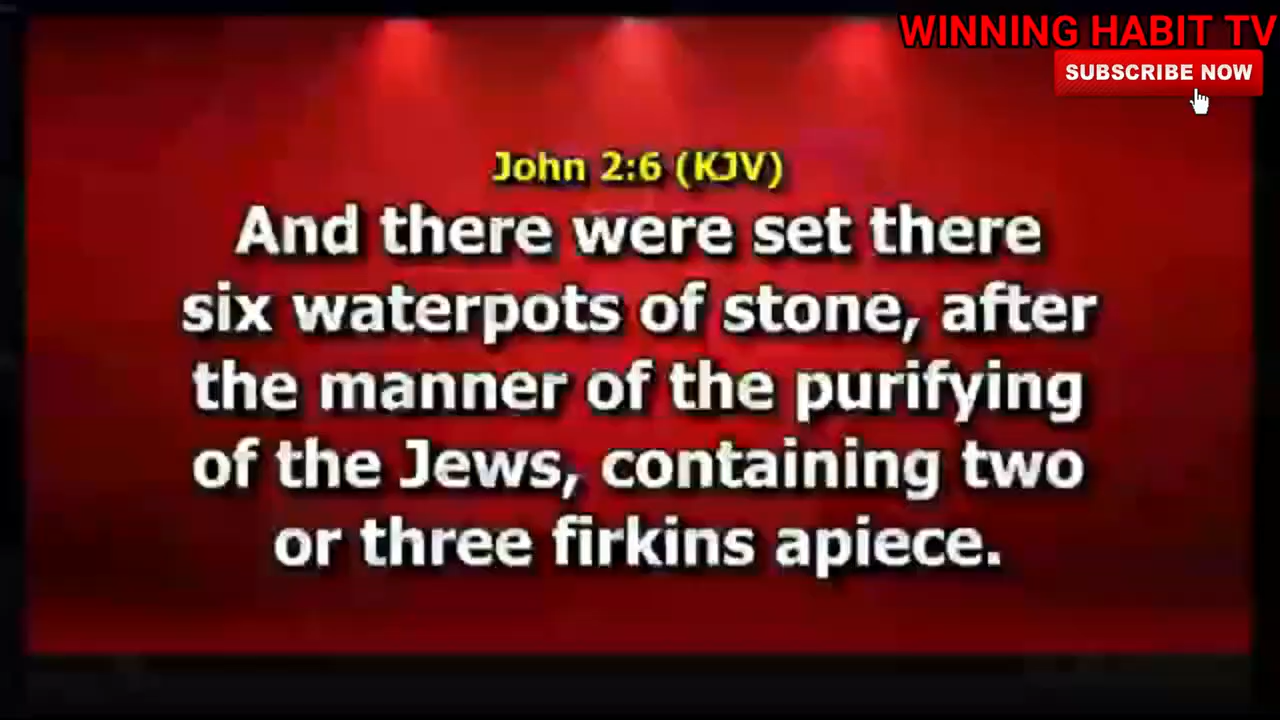 WINNING HABIT TV
SUBSCRIBE NOW
John 2:6 (KJV)
And there were set there
six waterpots of stone, after
the manner of the purifying
of the Jews, containing two
or three firkins apiece.